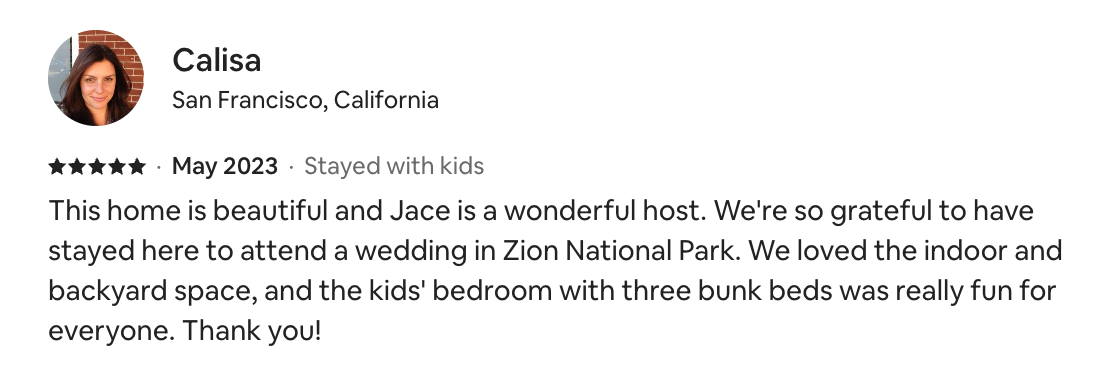 Calisa
San Francisco, California
★★★★★ · May 2023 · Stayed with kids
This home is beautiful and Jace is a wonderful host. We're so grateful to have
stayed here to attend a wedding in Zion National Park. We loved the indoor and
backyard space, and the kids' bedroom with three bunk beds was really fun for
everyone. Thank you!